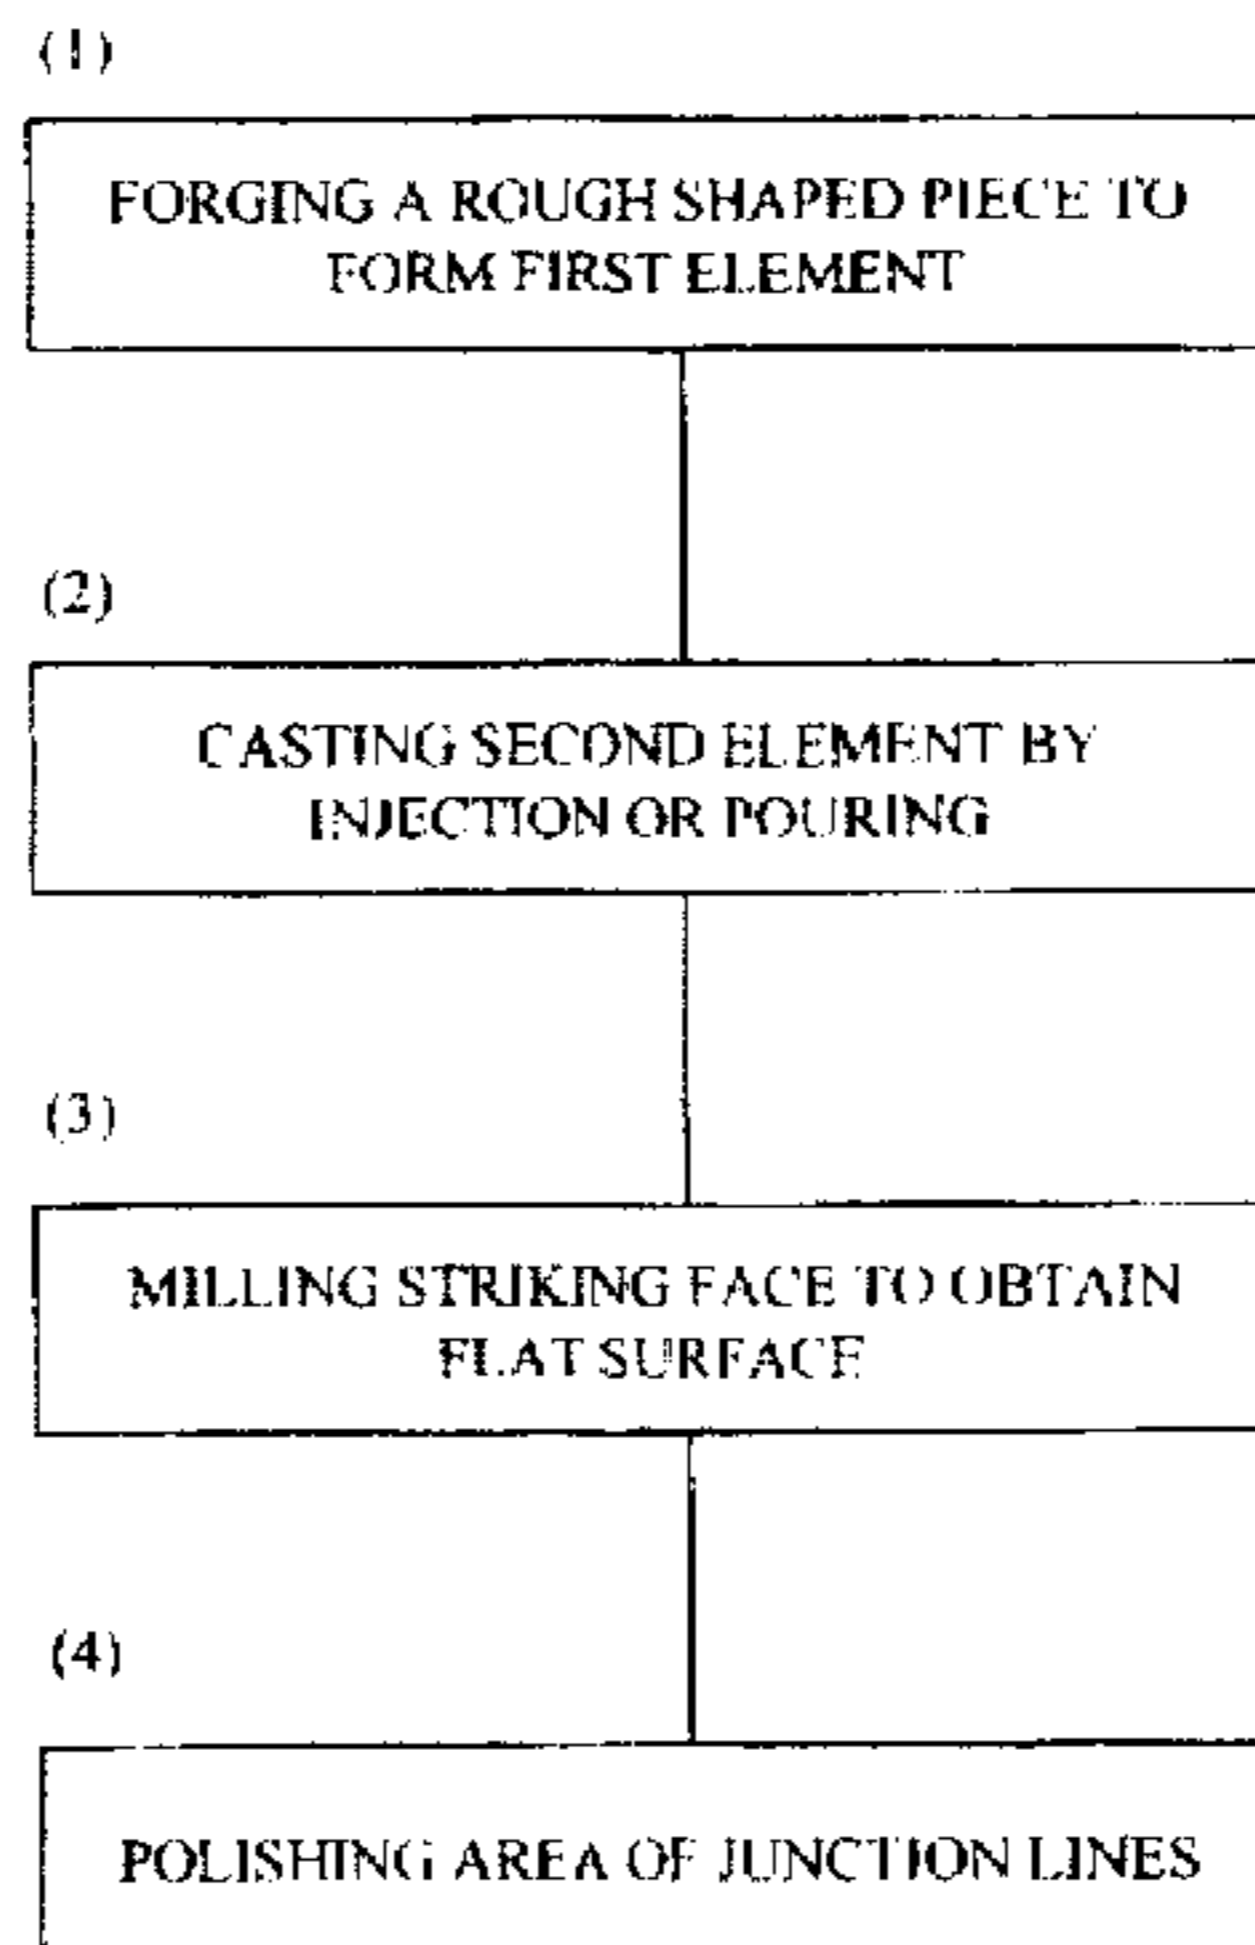 (1)
FORGING A ROUGH SHAPED PIECE TO
FORM FIRST ELEMENT
(2)
CASTING SECOND ELEMENT BY
INJECTION OR POURING
(3)
MILLING STRIKING FACE TO OBTAIN
FLAT SURFACE
(4)
POLISHING AREA OF JUNCTION LINES